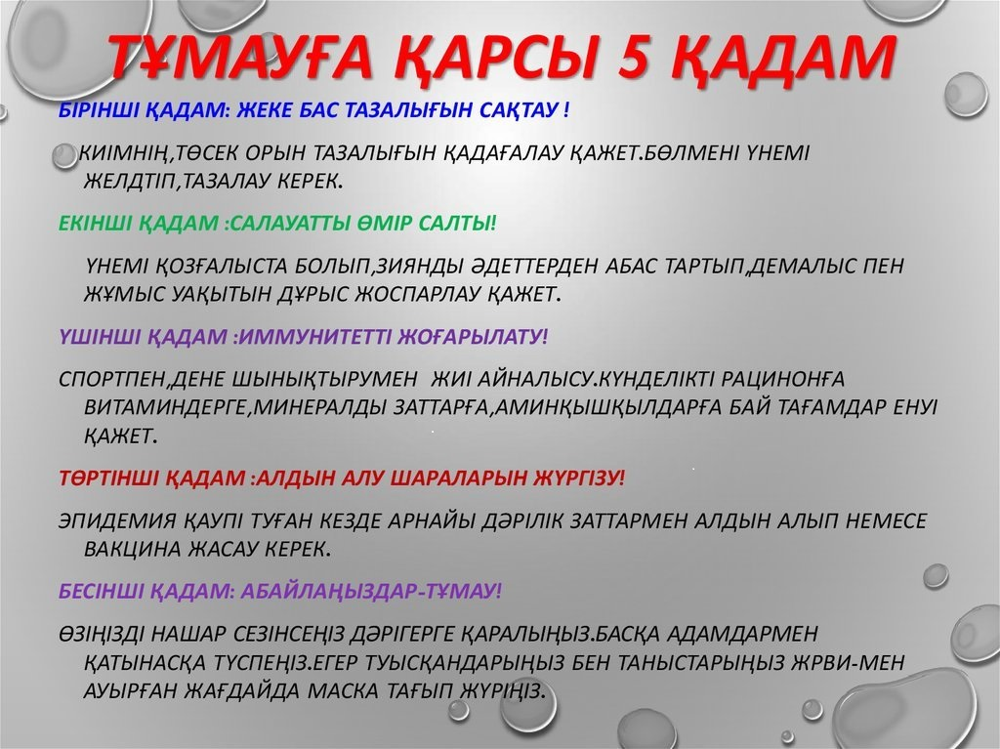 ТҰМАУҒА ҚАРСЫ 5 ҚАДАМ
БІРІНШІ ҚАДАМ: ЖЕКЕ БАС ТАЗАЛЫҒЫН САҚТАУ !
КИІМНІҢ,ТӨСЕК ОРЫН ТАЗАЛЫҒЫН ҚАДАҒАЛАУ ҚАЖЕТ.БӨЛМЕНІ ҮНЕМІ
ЖЕЛДТІП,ТАЗАЛАУ КЕРЕК.
ЕКІНШІ ҚАДАМ :САЛАУАТТЫ ӨМІР САЛТЫ!
ҮНЕМІ ҚОЗҒАЛЫСТА БОЛЫП,ЗИЯНДЫ ӘДЕТТЕРДЕН АБАС ТАРТЫП,ДЕМАЛЫС ПЕН
ЖҰМЫС УАҚЫТЫН ДҰРЫС ЖОСПАРЛАУ ҚАЖЕТ.
ҮШІНШІ ҚАДАМ :ИММУНИТЕТТІ ЖОҒАРЫЛАТУ!
СПОРТПЕН,ДЕНЕ ШЫНЫҚТЫРУМЕН ЖИІ АЙНАЛЫСУ.КҮНДЕЛІКТІ РАЦИНОНҒА
ВИТАМИНДЕРГЕ,МИНЕРАЛДЫ ЗАТТАРҒА,АМИНҚЫШҚЫЛДАРҒА БАЙ ТАҒАМДАР ЕНУІ
ҚАЖЕТ.
ТӨРТІНШІ ҚАДАМ :АЛДЫН АЛУ ШАРАЛАРЫН ЖҮРГІЗУ!
ЭПИДЕМИЯ ҚАУПІ ТУҒАН КЕЗДЕ АРНАЙЫ ДӘРІЛІК ЗАТТАРМЕН АЛДЫН АЛЫП НЕМЕСЕ
ВАКЦИНА ЖАСАУ КЕРЕК.
БЕСІНШІ ҚАДАМ: АБАЙЛАҢЫЗДАР-ТҰМАУ!
ӨЗІҢІЗДІ НАШАР СЕЗІНСЕҢІЗ ДӘРІГЕРГЕ ҚАРАЛЫҢЫЗ.БАСҚА АДАМДАРМЕН
ҚАТЫНАСҚА ТҮСПЕҢІЗ.ЕГЕР ТУЫСҚАНДАРЫҢЫЗ БЕН ТАНЫСТАРЫҢЫЗ ЖРВИ-МЕН
АУЫРҒАН ЖАҒДАЙДА МАСКА ТАҒЫП ЖҮРІҢІЗ.